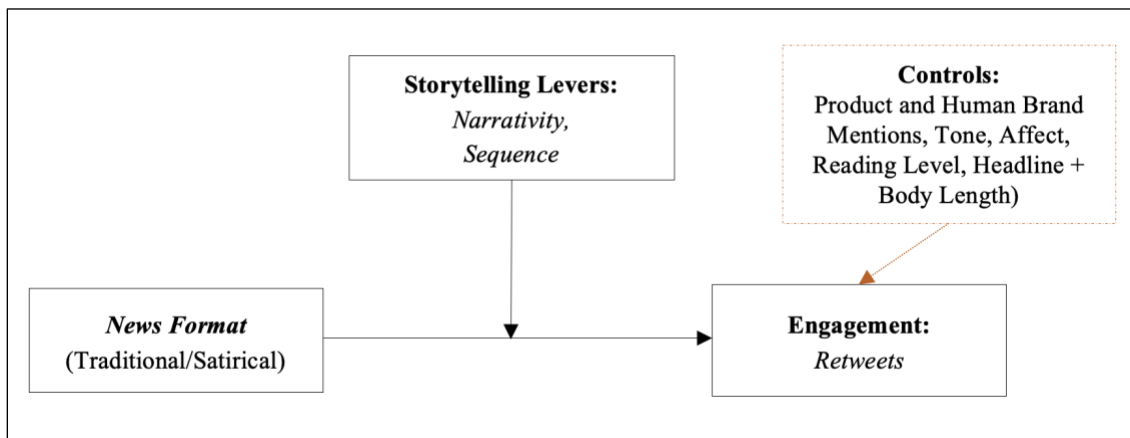 Storytelling Levers:
Narrativity,
Sequence
Controls:
Product and Human Brand
Mentions, Tone, Affect,
Reading Level, Headline +
Body Length)
News Format
(Traditional/Satirical)
Engagement:
Retweets